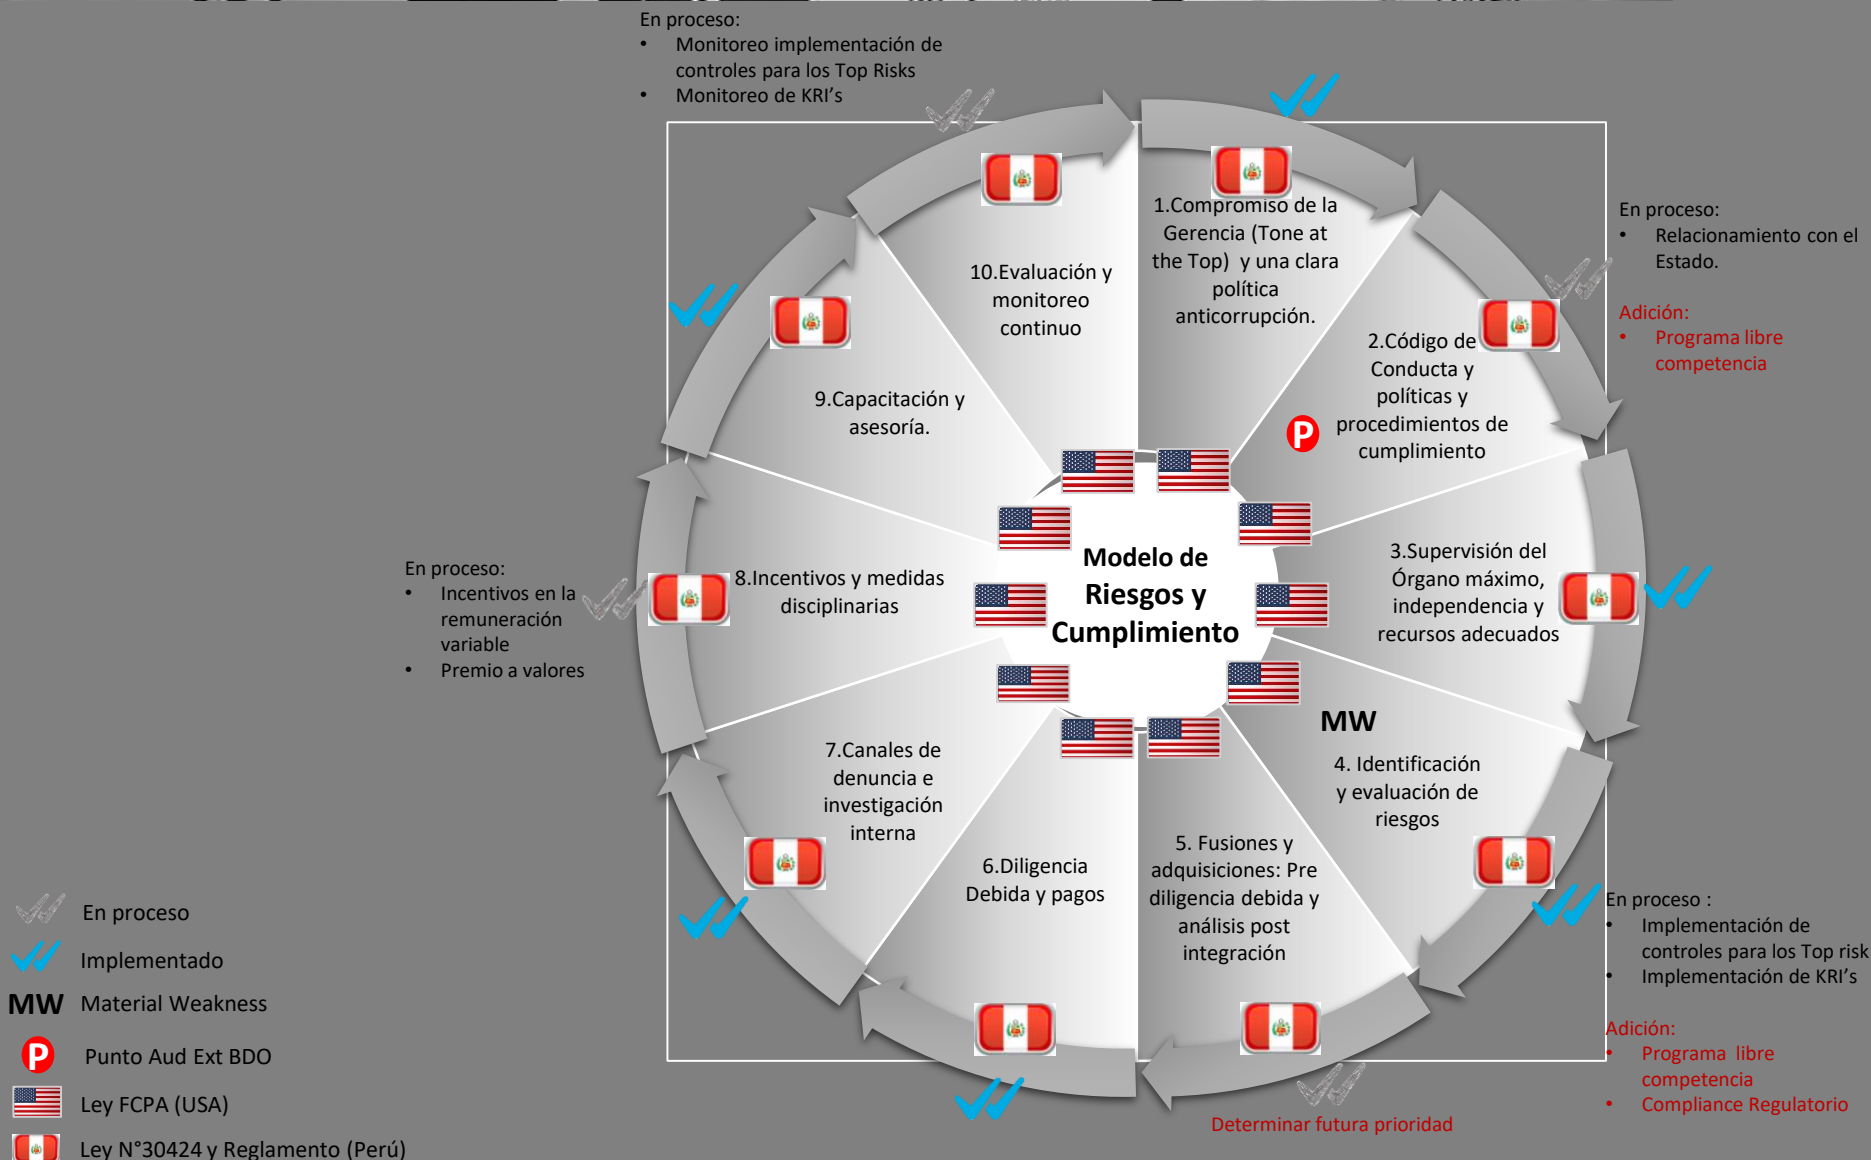 En proceso:
• Monitoreo implementación de
controles para los Top Risks
• Monitoreo de KRI's
1.Compromiso de la
Gerencia (Tone at
the Top) y una clara
política
anticorrupción.
En proceso:
• Relacionamiento con el
Estado.
Adición:
• Programa libre
competencia
2.Código de
Conducta y
políticas y
procedimientos de
cumplimiento
P
3.Supervisión del
Órgano máximo,
independencia y
recursos adecuados
MW
4. Identificación
y evaluación de
riesgos
En proceso :
• Implementación de
controles para los Top risk
• Implementación de KRI's
Adición:
• Programa libre
competencia
• Compliance Regulatorio
5. Fusiones y
adquisiciones: Pre
diligencia debida y
análisis post
integración
Determinar futura prioridad
6.Diligencia
Debida y pagos
7.Canales de
denuncia e
investigación
interna
8.Incentivos y medidas
disciplinarias
En proceso:
• Incentivos en la
remuneración
variable
• Premio a valores
9.Capacitación y
asesoría.
10.Evaluación y
monitoreo
continuo
Modelo de
Riesgos y
Cumplimiento
En proceso
Implementado
MW Material Weakness
P Punto Aud Ext BDO
Ley FCPA (USA)
Ley N°30424 y Reglamento (Perú)